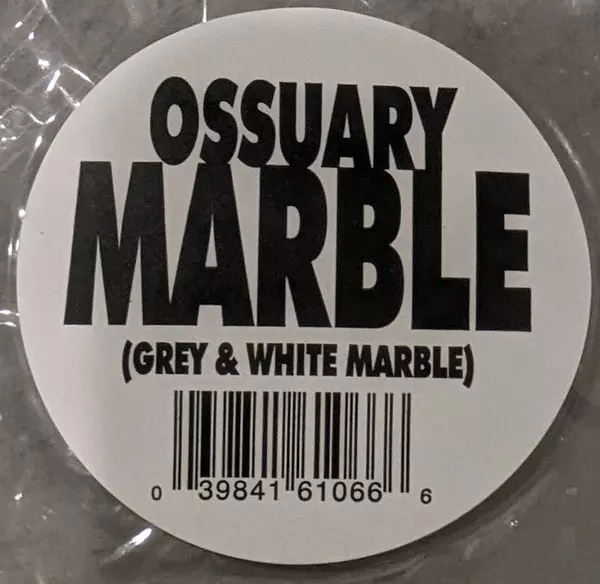 OSSUARY
MARBLE
(GREY & WHITE MARBLE)
0 39841 61066 6